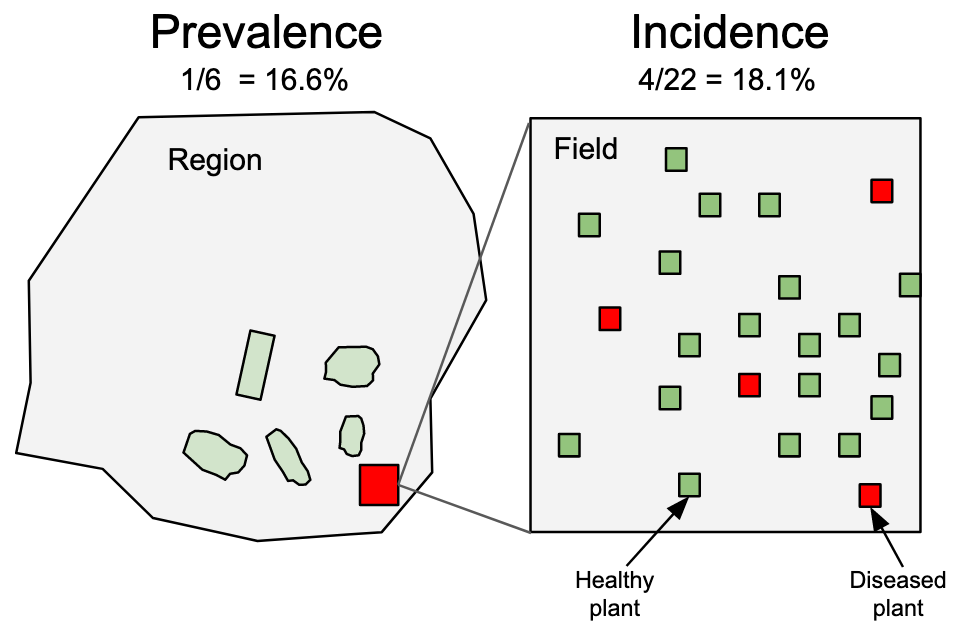 Prevalence
1/6 = 16.6%
Region
Incidence
4/22 = 18.1%
Field
Healthy
plant
Diseased
plant